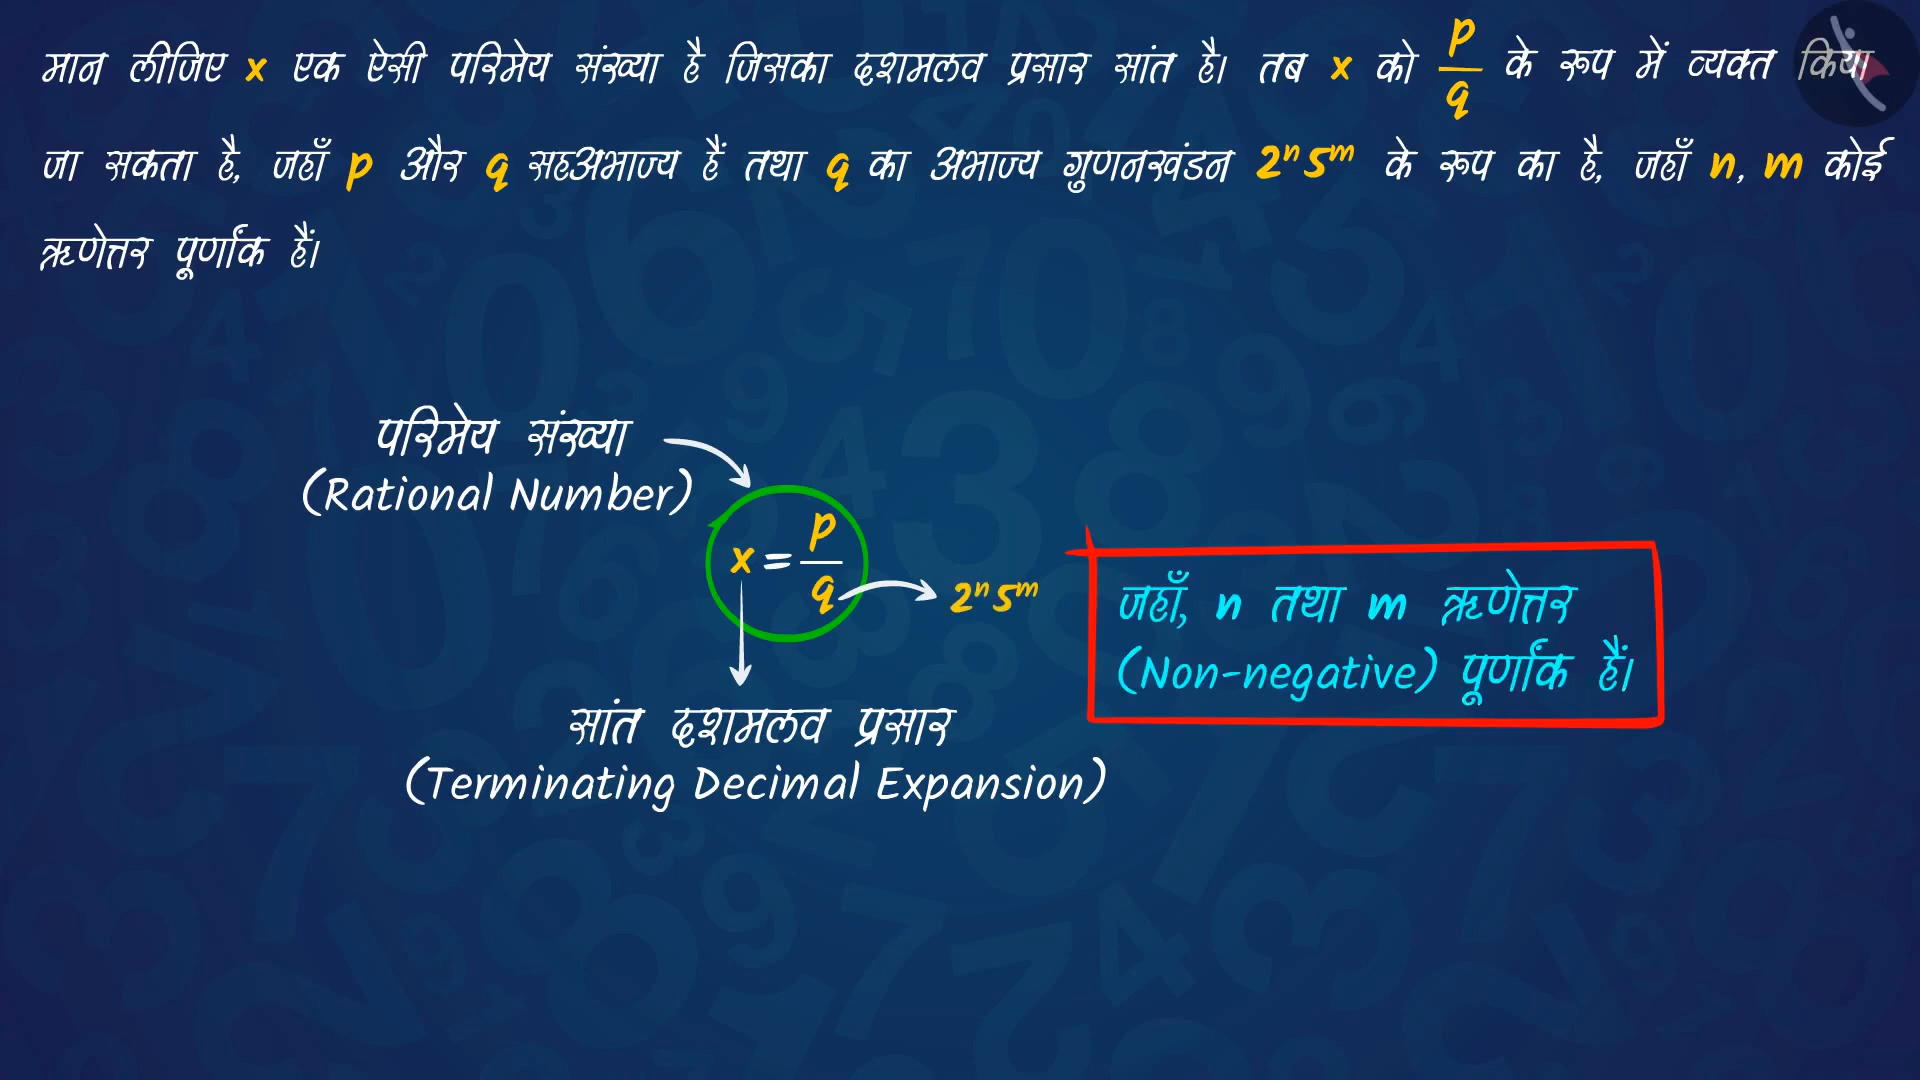 मान लीजिए x एक ऐसी परिमेय संख्या है जिसका दशमलव प्रसार सांत है। तब x को p/q के रूप में व्यक्त किया
जा सकता है, जहाँ p और q सहअभाज्य हैं तथा q का अभाज्य गुणनखंडन 2ⁿ5ᵐ के रूप का है, जहाँ n, m कोई
ऋणेत्तर पूर्णांक हैं।
परिमेय संख्या
(Rational Number)
x = p/q
2ⁿ5ᵐ
जहाँ, n तथा m ऋणेत्तर
(Non-negative) पूर्णांक हैं।
सांत दशमलव प्रसार
(Terminating Decimal Expansion)